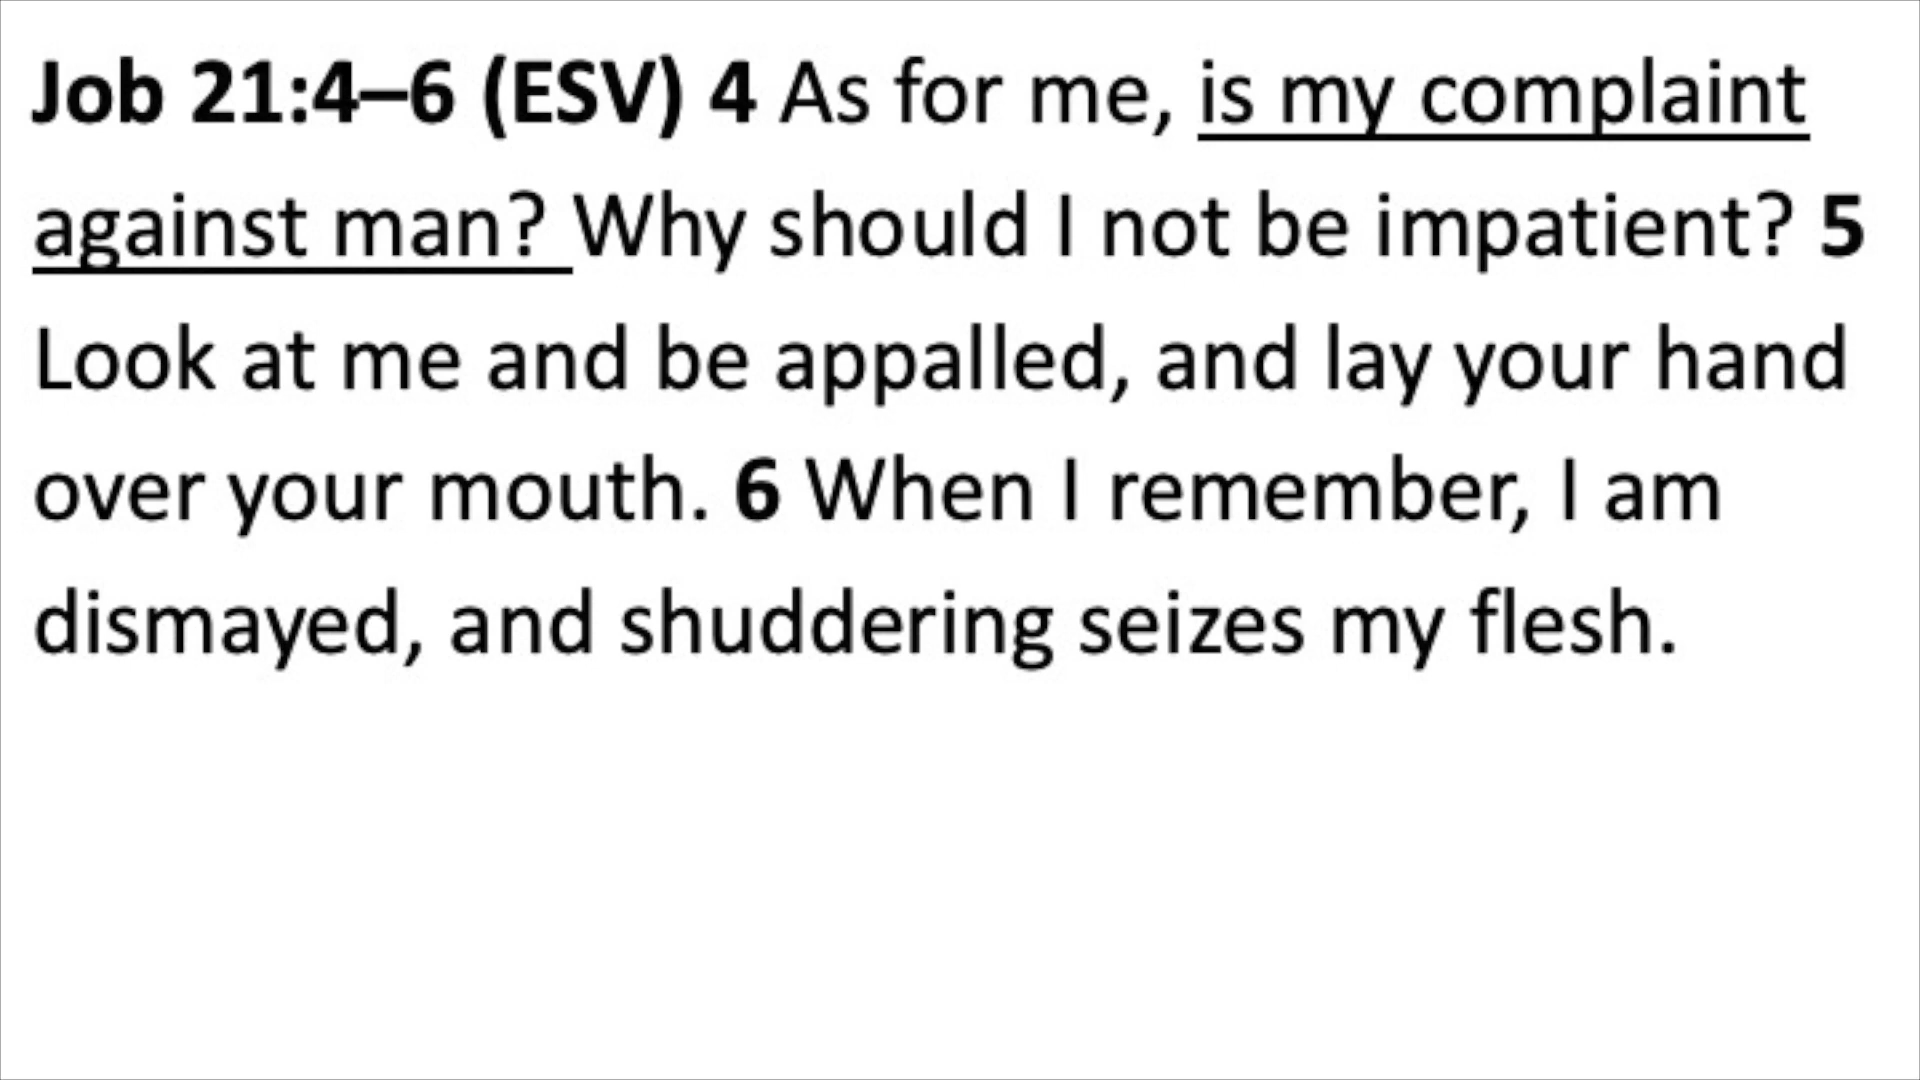 Job 21:4–6 (ESV) 4 As for me, is my complaint
against man? Why should I not be impatient? 5
Look at me and be appalled, and lay your hand
over your mouth. 6 When I remember, I am
dismayed, and shuddering seizes my flesh.